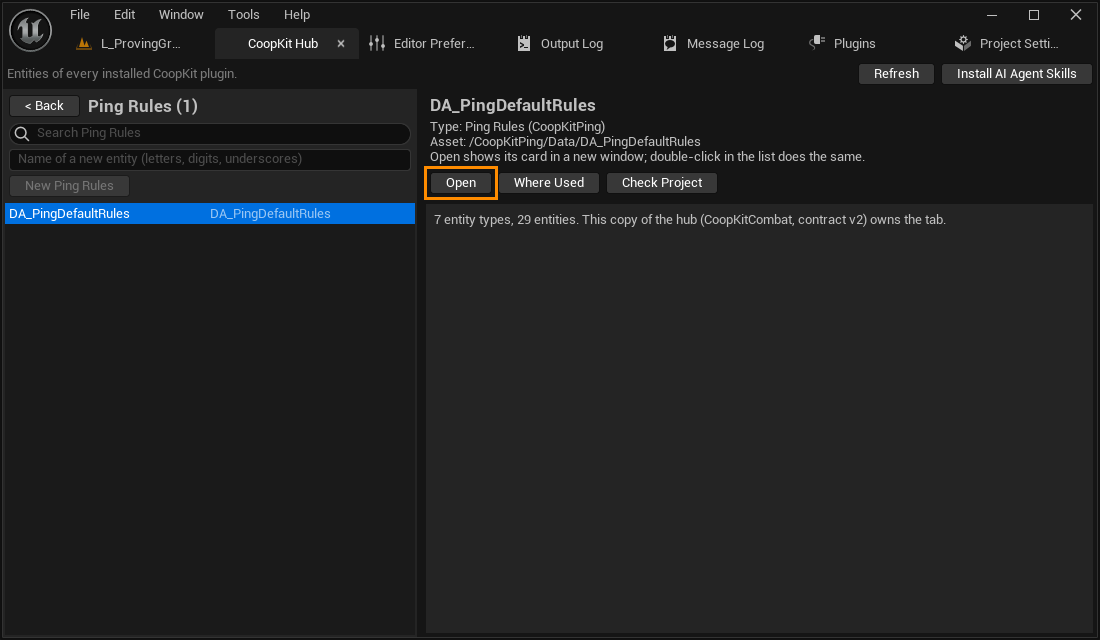 File Edit Window Tools Help
L_ProvingGr... CoopKit Hub Editor Prefer... Output Log Message Log Plugins Project Setti...
Entities of every installed CoopKit plugin. Refresh Install AI Agent Skills
< Back Ping Rules (1)
Search Ping Rules
Name of a new entity (letters, digits, underscores)
New Ping Rules
DA_PingDefaultRules DA_PingDefaultRules
DA_PingDefaultRules
Type: Ping Rules (CoopKitPing)
Asset: /CoopKitPing/Data/DA_PingDefaultRules
Open shows its card in a new window; double-click in the list does the same.
Open Where Used Check Project
7 entity types, 29 entities. This copy of the hub (CoopKitCombat, contract v2) owns the tab.